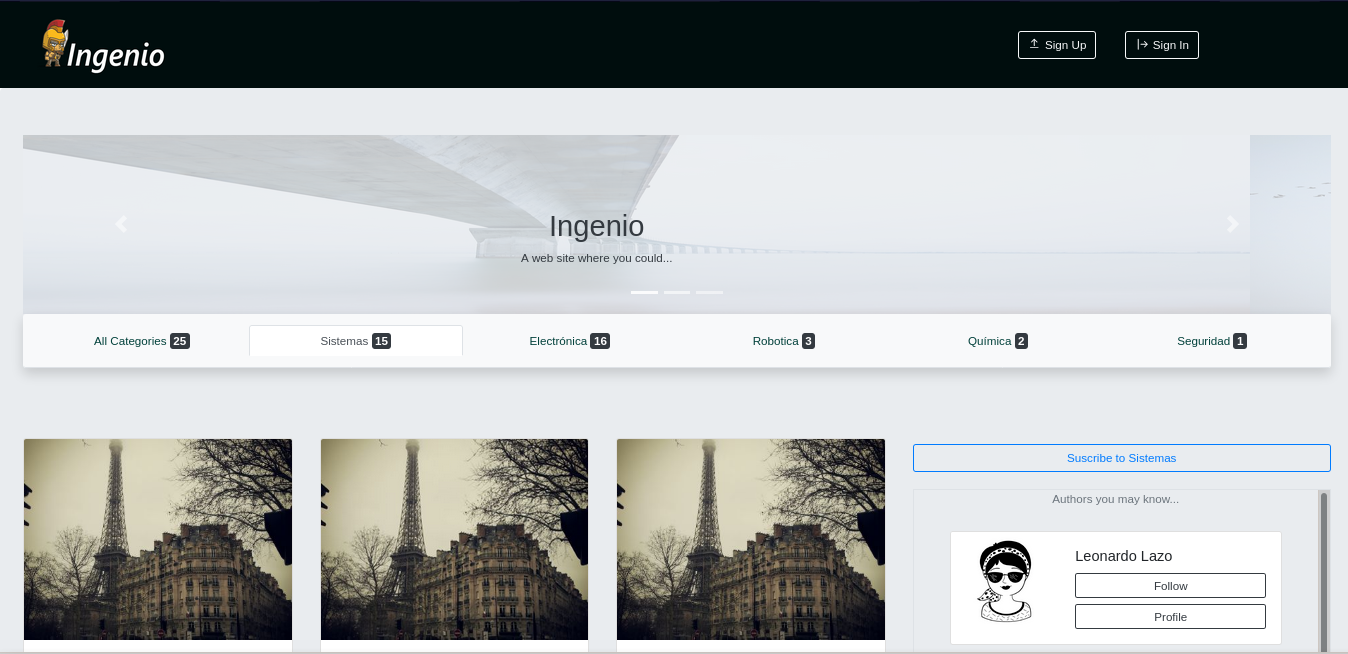 Ingenio
Sign Up
Sign In
Ingenio
A web site where you could...
All Categories 25
Sistemas 15
Electrónica 16
Robotica 3
Química 2
Seguridad 1
Suscribe to Sistemas
Authors you may know...
Leonardo Lazo
Follow
Profile